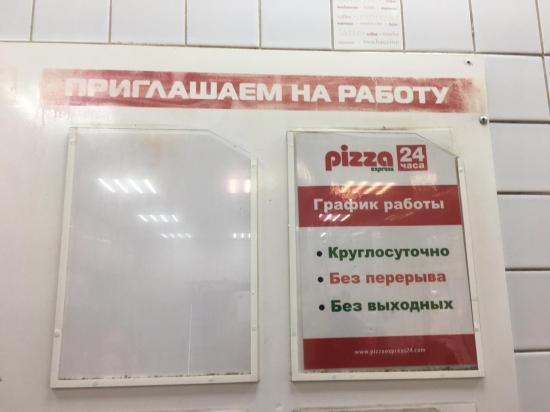 ПРИГЛАШАЕМ НА РАБОТУ
pizza 24
express часа
График работы
• Круглосуточно
• Без перерыва
• Без выходных
www.pizzaexpress24.com